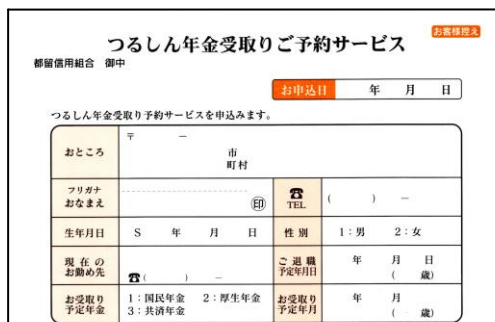 お客様控え
つるしん年金受取りご予約サービス
都留信用組合 御中
お申込日 年 月 日
つるしん年金受取り予約サービスを申込みます。
おところ 〒 −
市
町村
フリガナ
おなまえ ㊞ ☎ TEL ( ) −
生年月日 S 年 月 日 性別 1:男 2:女
現在の
お勤め先 ☎( ) −
ご退職
予定年月日 年 月 日
( 歳)
お受取り
予定年金 1:国民年金 2:厚生年金
3:共済年金
お受取り
予定年月 年 月
( 歳)